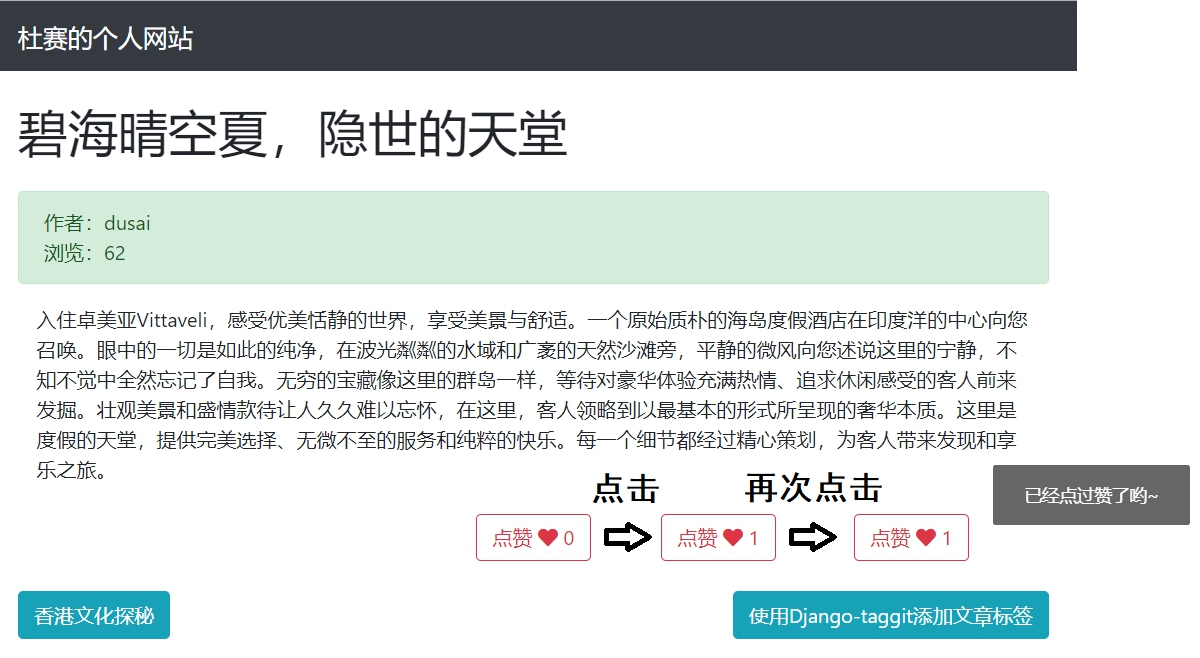 杜赛的个人网站
碧海晴空夏，隐世的天堂
作者：dusai
浏览：62
入住卓美亚Vittaveli，感受优美恬静的世界，享受美景与舒适。一个原始质朴的海岛度假酒店在印度洋的中心向您
召唤。眼中的一切是如此的纯净，在波光粼粼的水域和广袤的天然沙滩旁，平静的微风向您述说这里的宁静，不
知不觉中全然忘记了自我。无穷的宝藏像这里的群岛一样，等待对豪华体验充满热情、追求休闲感受的客人前来
发掘。壮观美景和盛情款待让人久久难以忘怀，在这里，客人领略到以最基本的形式所呈现的奢华本质。这里是
度假的天堂，提供完美选择、无微不至的服务和纯粹的快乐。每一个细节都经过精心策划，为客人带来发现和享
乐之旅。
点击 再次点击
已经点过赞了哟~
点赞 ♥ 0 点赞 ♥ 1 点赞 ♥ 1
香港文化探秘 使用Django-taggit添加文章标签